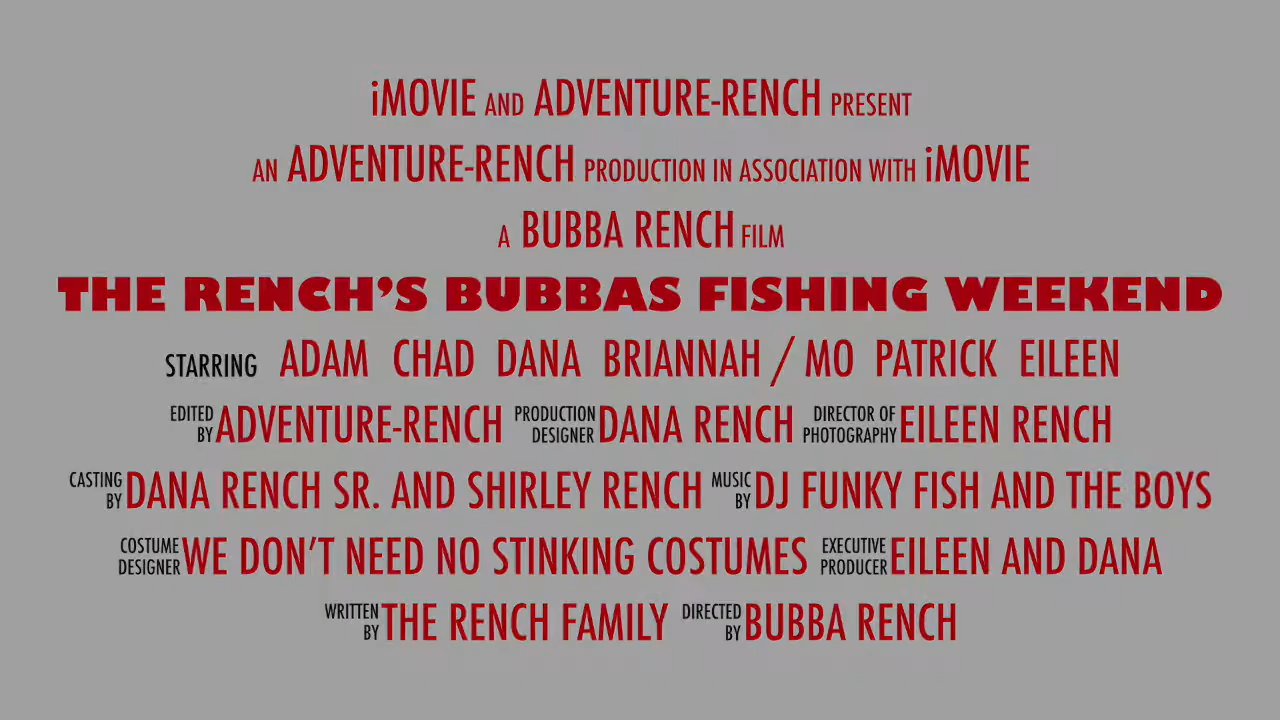 iMOVIE AND ADVENTURE-RENCH PRESENT
AN ADVENTURE-RENCH PRODUCTION IN ASSOCIATION WITH iMOVIE
A BUBBA RENCH FILM
THE RENCH'S BUBBAS FISHING WEEKEND
STARRING ADAM CHAD DANA BRIANNAH / MO PATRICK EILEEN
EDITED BY ADVENTURE-RENCH PRODUCTION DESIGNER DANA RENCH DIRECTOR OF PHOTOGRAPHY EILEEN RENCH
CASTING BY DANA RENCH SR. AND SHIRLEY RENCH MUSIC BY DJ FUNKY FISH AND THE BOYS
COSTUME DESIGNER WE DON'T NEED NO STINKING COSTUMES EXECUTIVE PRODUCER EILEEN AND DANA
WRITTEN BY THE RENCH FAMILY DIRECTED BY BUBBA RENCH